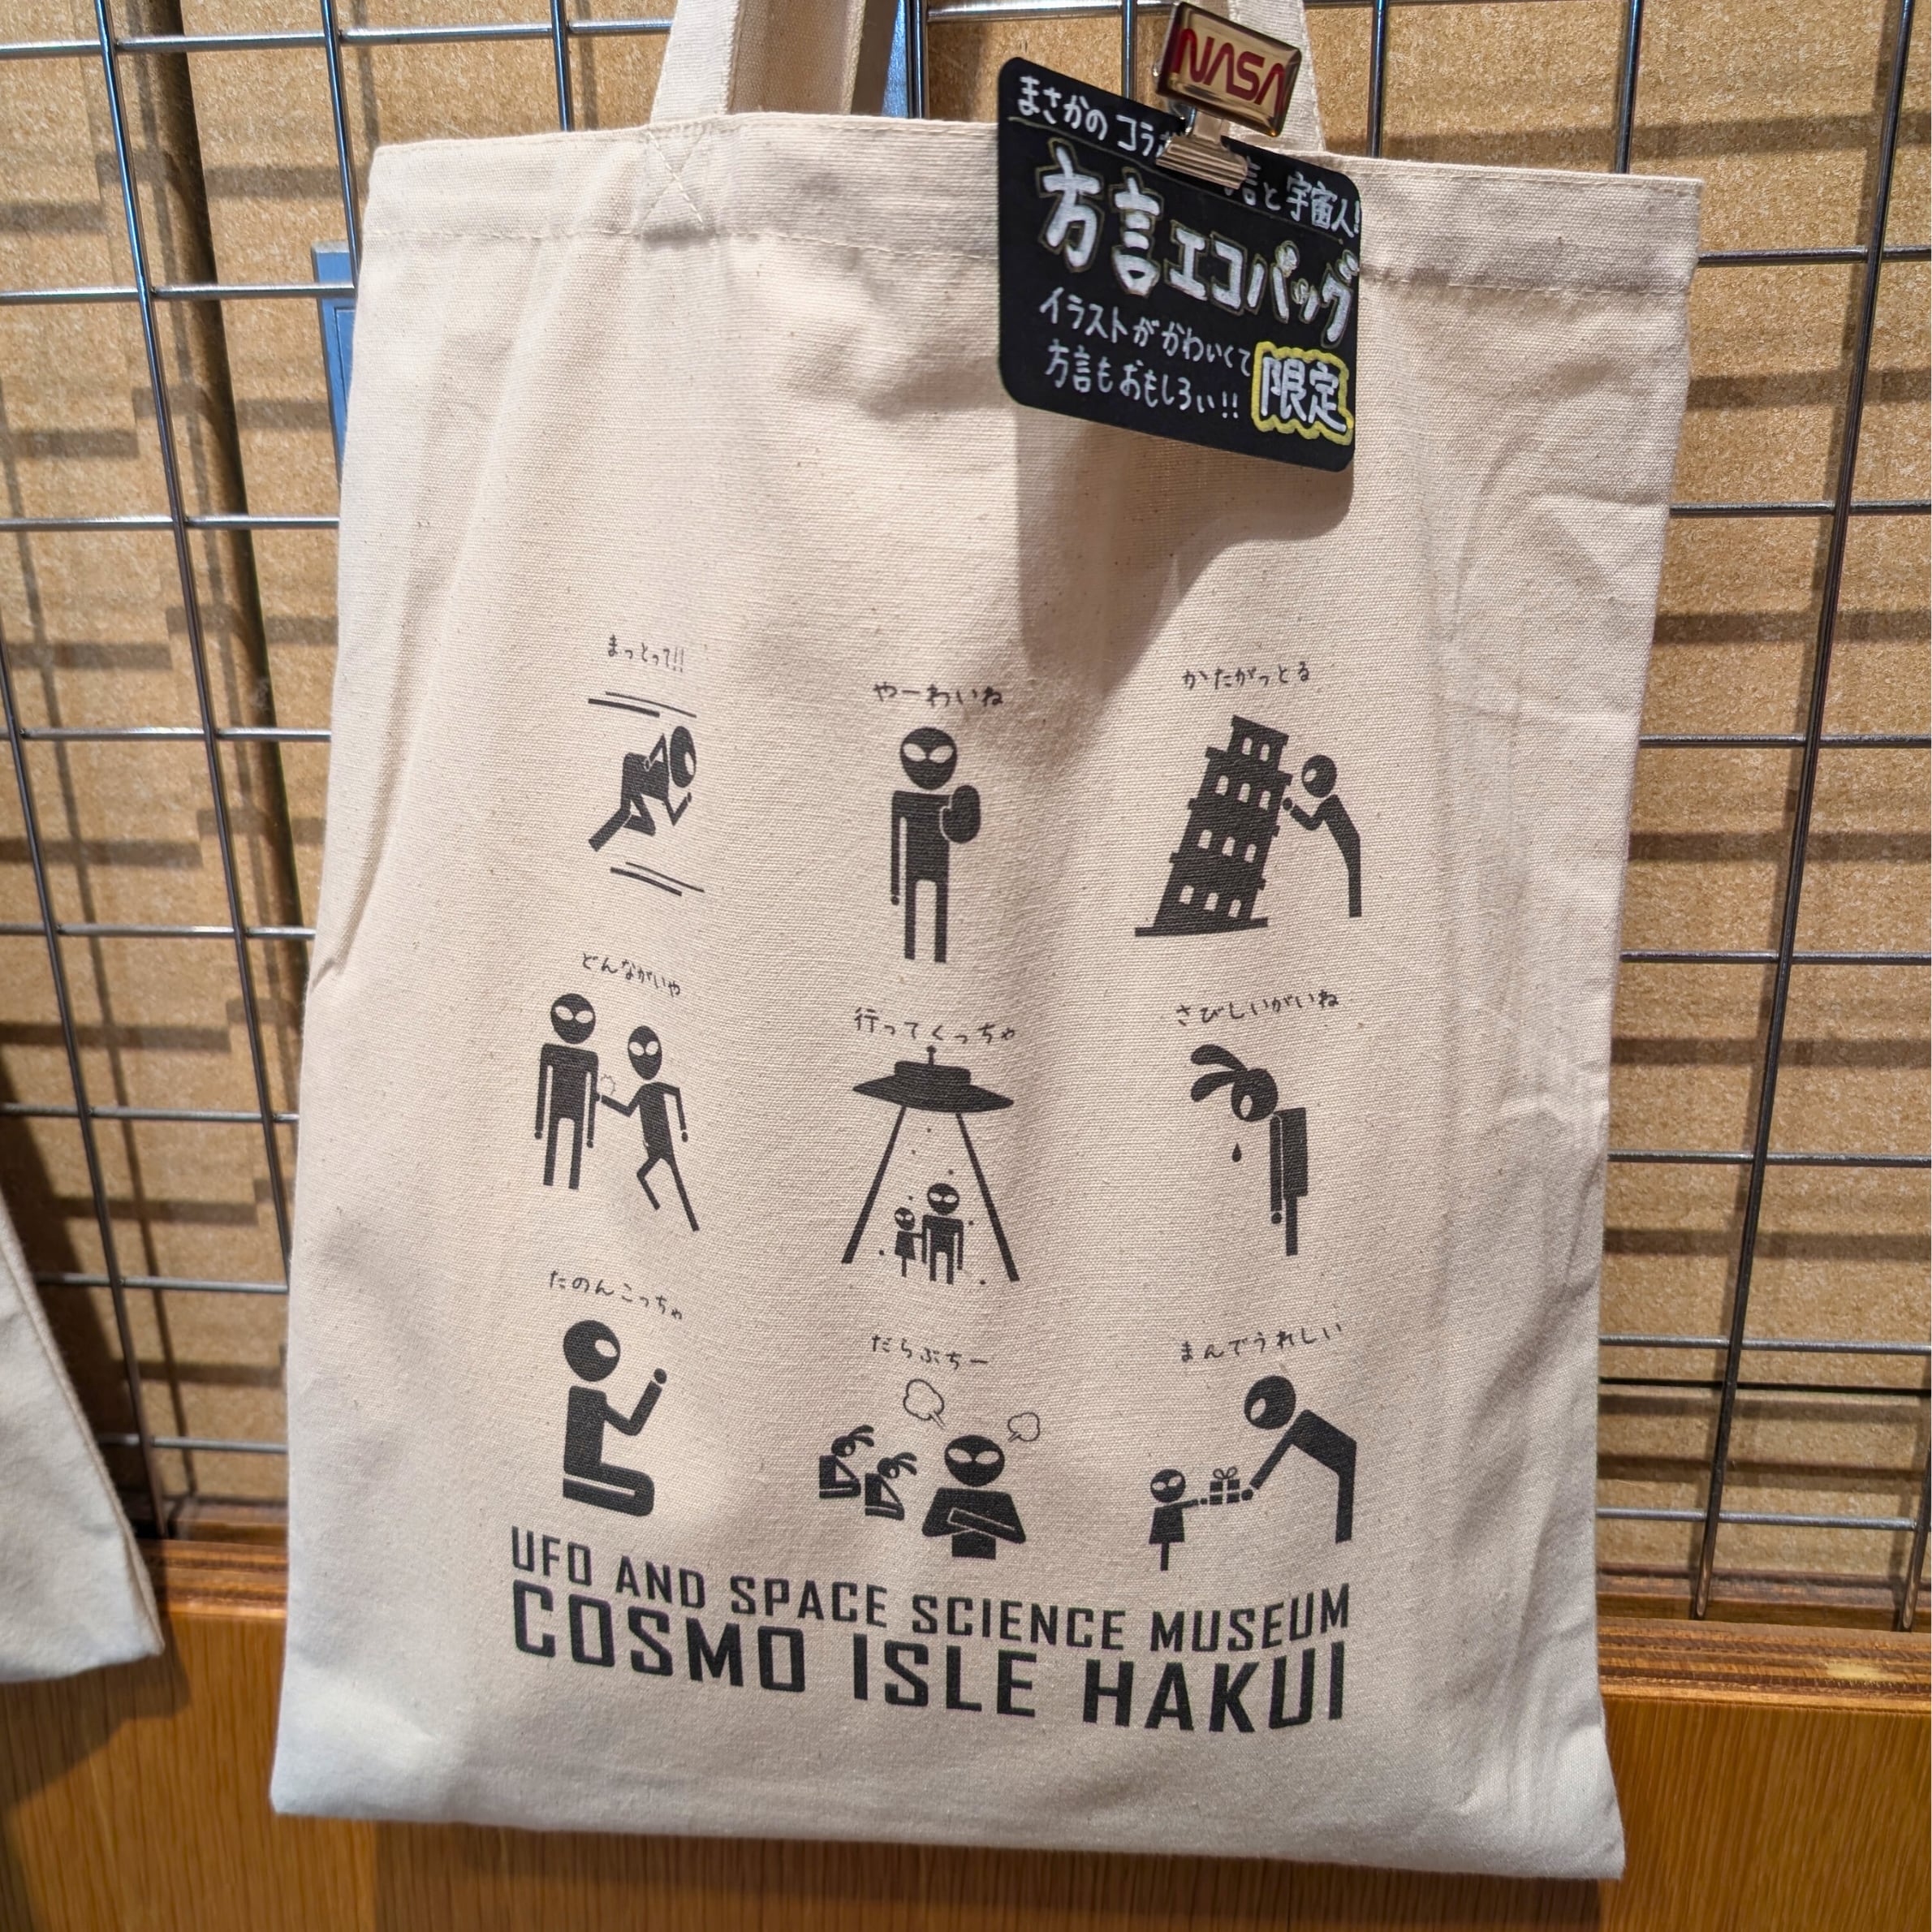 NASA
まさかのコラ
言と宇宙人!
方言エコバッグ
イラストがかわいくて
方言もおもしろい!!
限定
まっとって!!
やーわいね
かたがっとる
どんながいや
行ってくっちゃ
さびしいがいね
たのんこっちゃ
だらぶちー
まんでうれしい
UFO AND SPACE SCIENCE MUSEUM
COSMO ISLE HAKUI